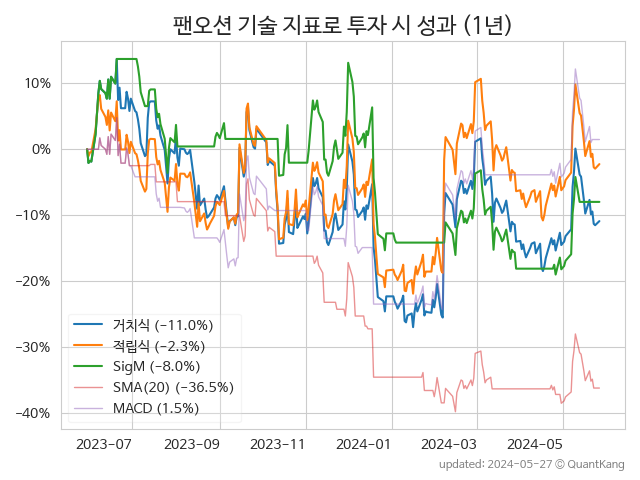 팬오션 기술 지표로 투자 시 성과 (1년)
10%
0%
−10%
−20%
−30%
−40%
거치식 (−11.0%)
적립식 (−2.3%)
SigM (−8.0%)
SMA(20) (−36.5%)
MACD (1.5%)
2023−07 2023−09 2023−11 2024−01 2024−03 2024−05
updated: 2024−05−27 © QuantKang